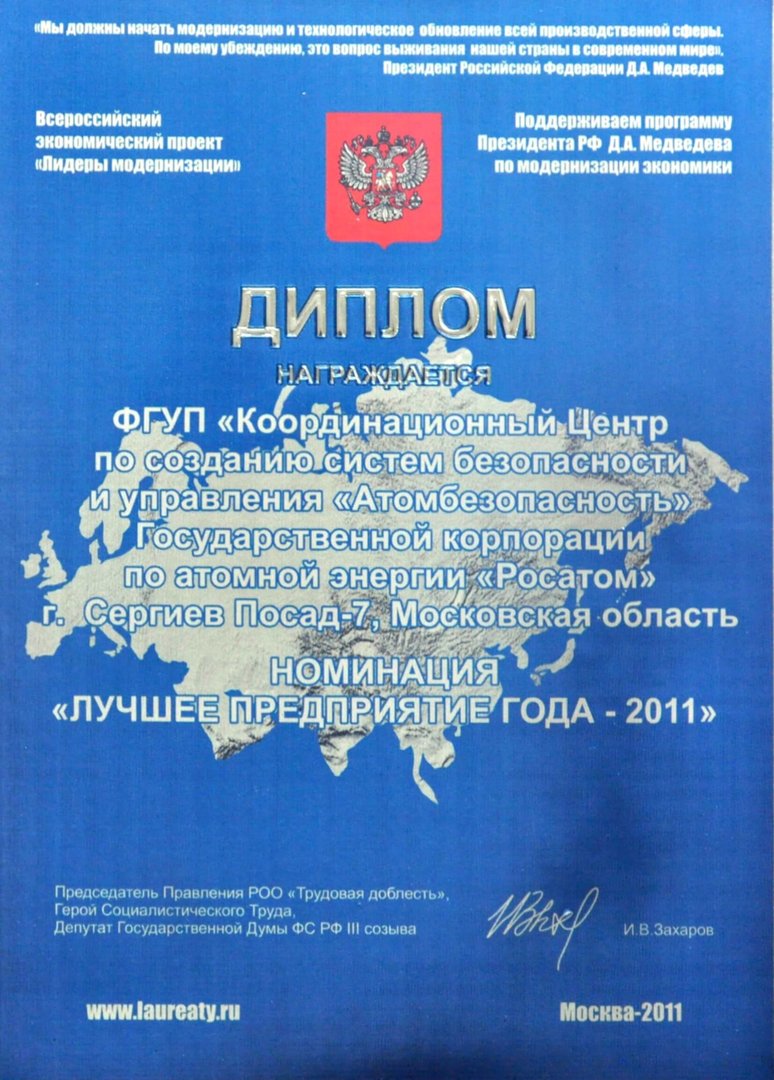 «Мы должны начать модернизацию и технологическое обновление всей производственной сферы.
По моему убеждению, это вопрос выживания нашей страны в современном мире».
Президент Российской Федерации Д.А. Медведев
Всероссийский
экономический проект
«Лидеры модернизации»
Поддерживаем программу
Президента РФ Д.А. Медведева
по модернизации экономики
ДИПЛОМ
НАГРАЖДАЕТСЯ
ФГУП «Координационный Центр
по созданию систем безопасности
и управления «Атомбезопасность»
Государственной корпорации
по атомной энергии «Росатом»
г. Сергиев Посад-7, Московская область
НОМИНАЦИЯ
«ЛУЧШЕЕ ПРЕДПРИЯТИЕ ГОДА - 2011»
Председатель Правления РОО «Трудовая доблесть»,
Герой Социалистического Труда,
Депутат Государственной Думы ФС РФ III созыва
И.В.Захаров
www.laureaty.ru
Москва-2011